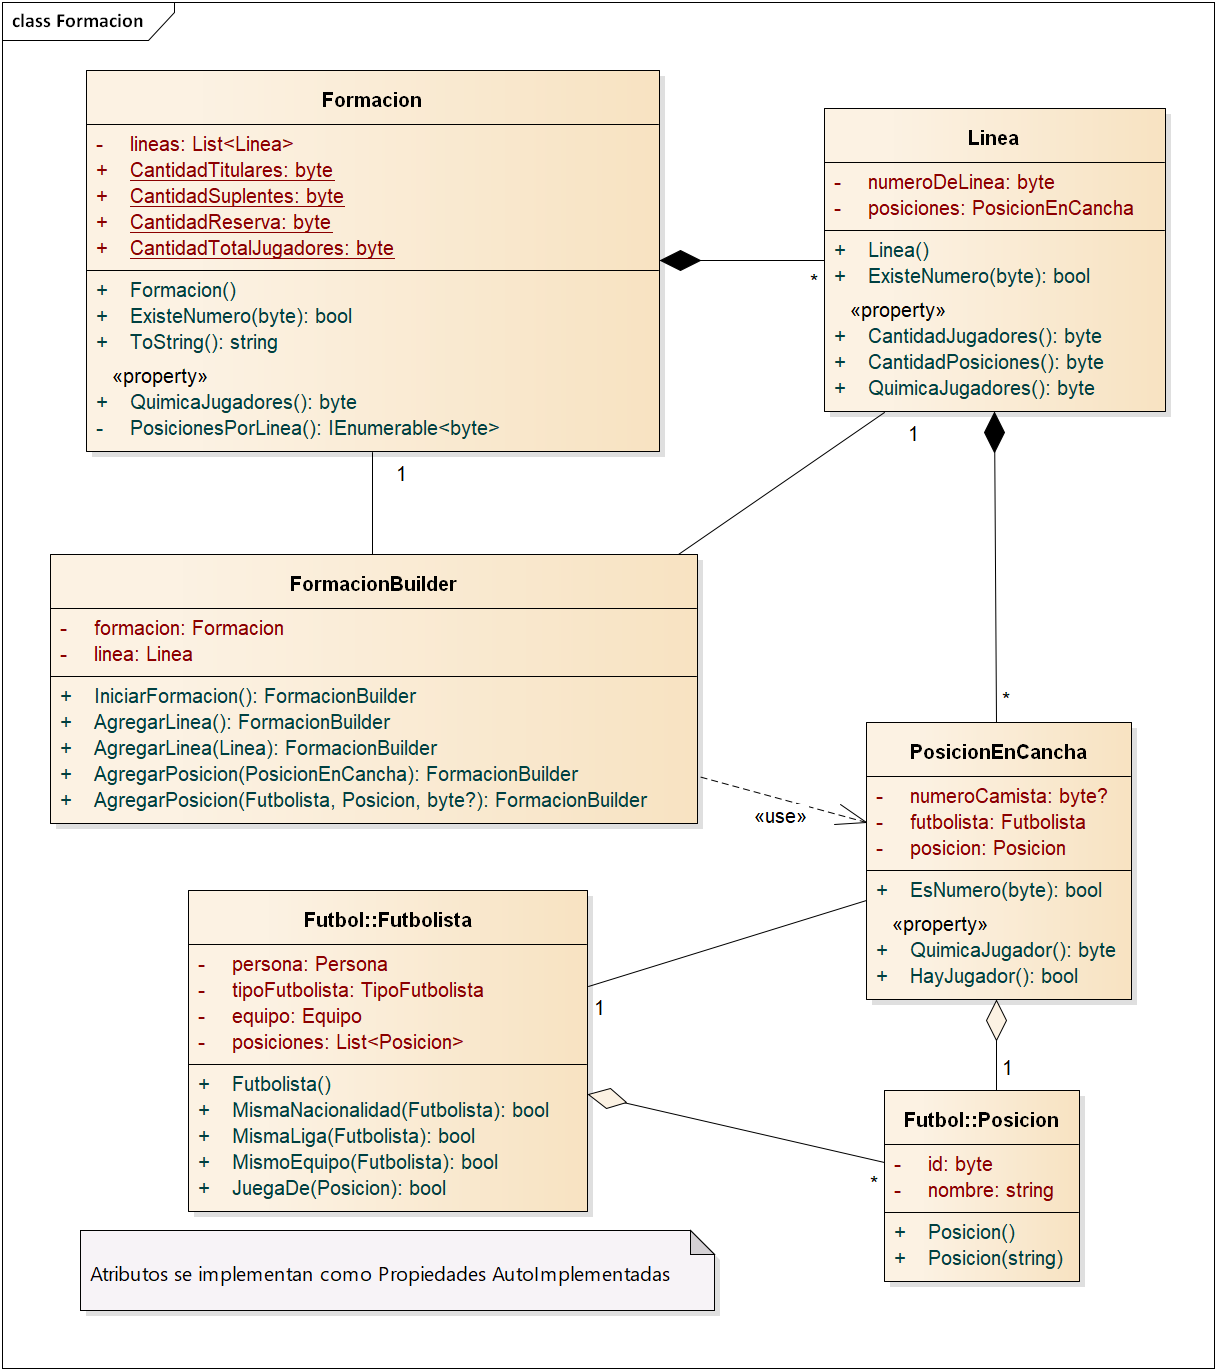 class Formacion
Formacion
- lineas: List<Linea>
+ CantidadTitulares: byte
+ CantidadSuplentes: byte
+ CantidadReserva: byte
+ CantidadTotalJugadores: byte
+ Formacion()
+ ExisteNumero(byte): bool
+ ToString(): string
«property»
+ QuimicaJugadores(): byte
- PosicionesPorLinea(): IEnumerable<byte>
Linea
- numeroDeLinea: byte
- posiciones: PosicionEnCancha
+ Linea()
+ ExisteNumero(byte): bool
«property»
+ CantidadJugadores(): byte
+ CantidadPosiciones(): byte
+ QuimicaJugadores(): byte
*
1
1
FormacionBuilder
- formacion: Formacion
- linea: Linea
+ IniciarFormacion(): FormacionBuilder
+ AgregarLinea(): FormacionBuilder
+ AgregarLinea(Linea): FormacionBuilder
+ AgregarPosicion(PosicionEnCancha): FormacionBuilder
+ AgregarPosicion(Futbolista, Posicion, byte?): FormacionBuilder
*
«use»
PosicionEnCancha
- numeroCamista: byte?
- futbolista: Futbolista
- posicion: Posicion
+ EsNumero(byte): bool
«property»
+ QuimicaJugador(): byte
+ HayJugador(): bool
Futbol::Futbolista
- persona: Persona
- tipoFutbolista: TipoFutbolista
- equipo: Equipo
- posiciones: List<Posicion>
+ Futbolista()
+ MismaNacionalidad(Futbolista): bool
+ MismaLiga(Futbolista): bool
+ MismoEquipo(Futbolista): bool
+ JuegaDe(Posicion): bool
1
1
*
Futbol::Posicion
- id: byte
- nombre: string
+ Posicion()
+ Posicion(string)
Atributos se implementan como Propiedades AutoImplementadas